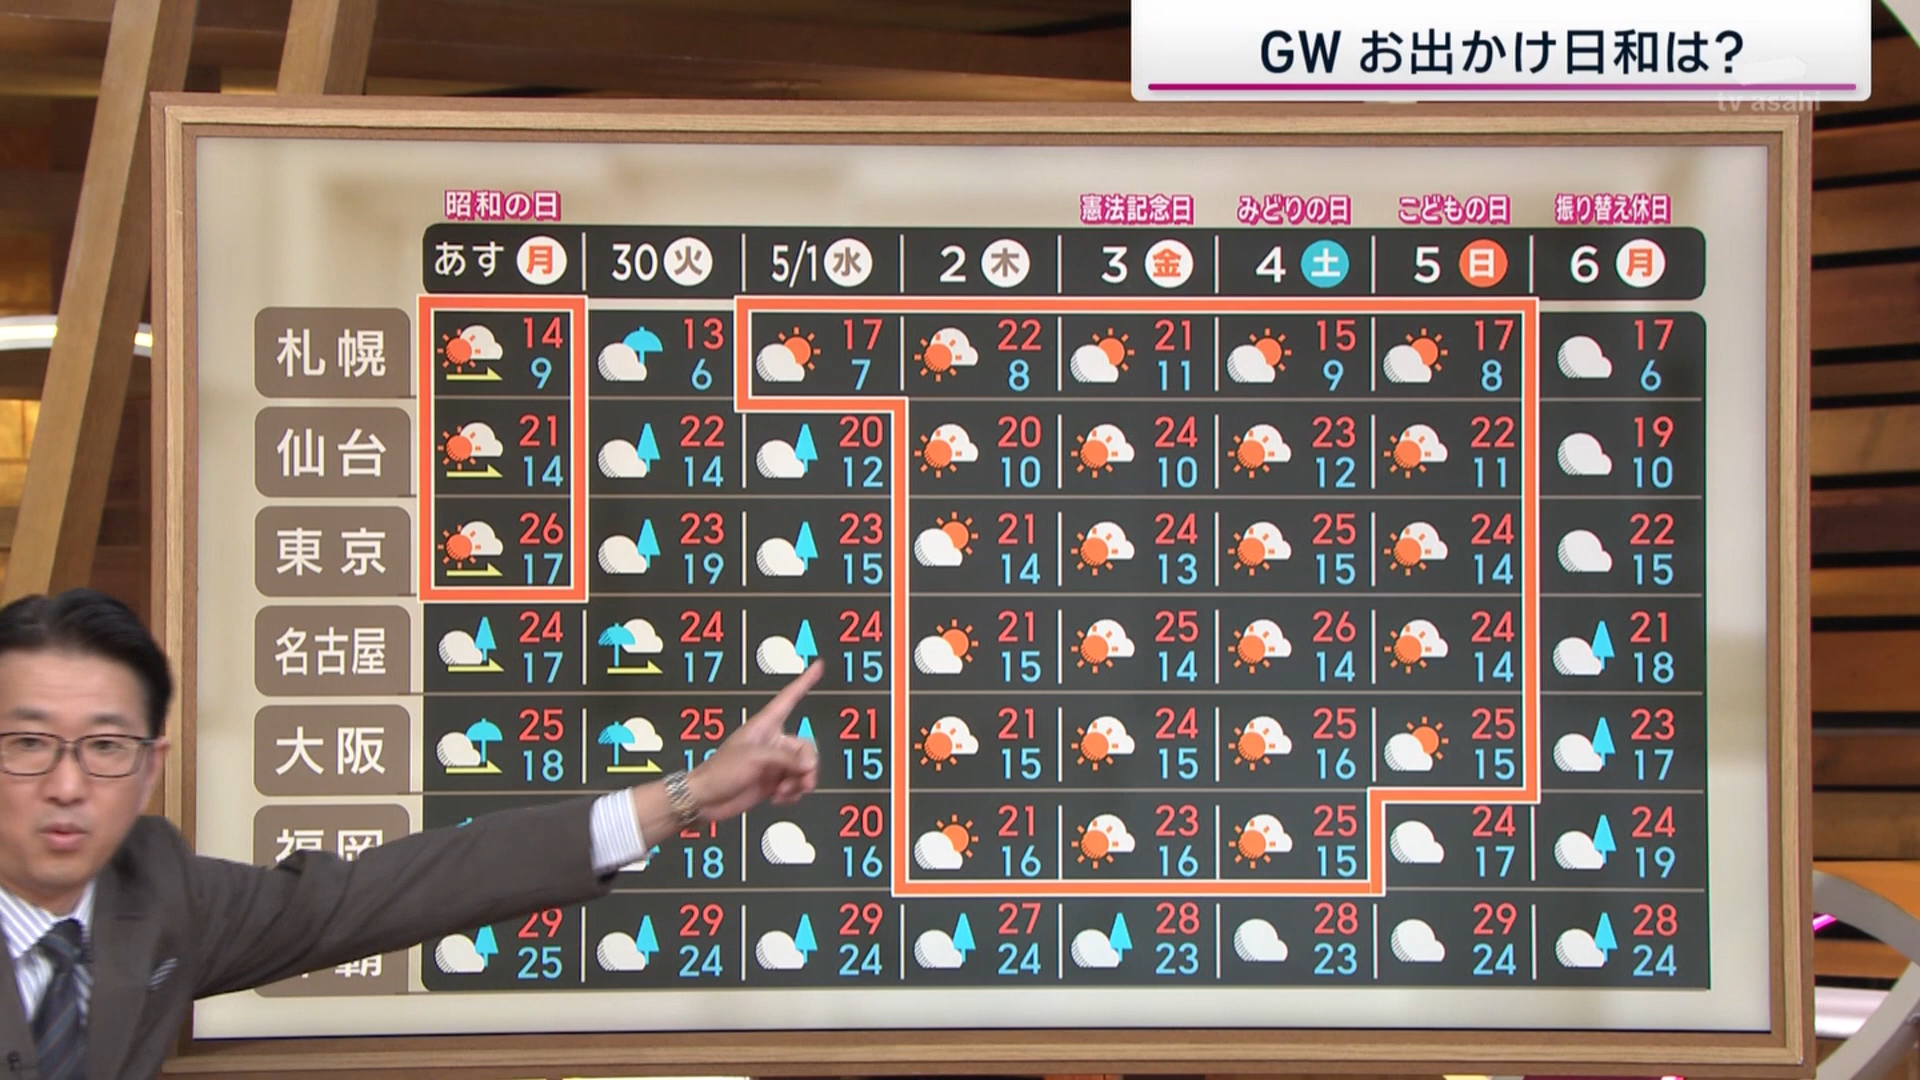 GW お出かけ日和は?
tv asahi
昭和の日 憲法記念日 みどりの日 こどもの日 振り替え休日
あす 月 30 火 5/1 水 2 木 3 金 4 土 5 日 6 月
札幌 14 13 17 22 21 15 17 17
9 6 7 8 11 9 8 6
仙台 21 22 20 20 24 23 22 19
14 14 12 10 10 12 11 10
東京 26 23 23 21 24 25 24 22
17 19 15 14 13 15 14 15
名古屋 24 24 24 21 25 26 24 21
17 17 15 15 14 14 14 18
大阪 25 25 21 21 24 25 25 23
18 15 15 15 16 15 17
福岡 21 20 21 23 25 24 24
18 16 16 16 15 17 19
覇 29 29 29 27 28 28 29 28
25 24 24 24 23 23 24 24